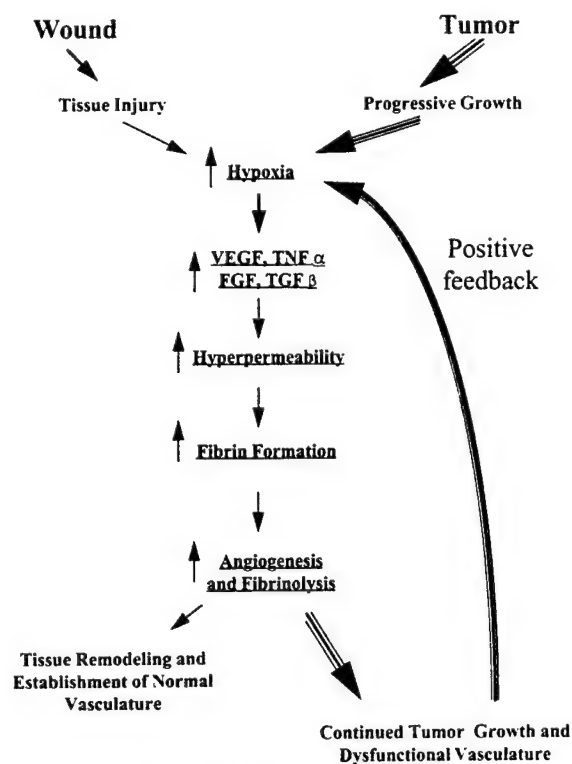 Wound
Tumor
Tissue Injury
Progressive Growth
Hypoxia
VEGF, TNF α
FGF, TGF β
Positive
feedback
Hyperpermeability
Fibrin Formation
Angiogenesis
and Fibrinolysis
Tissue Remodeling and
Establishment of Normal
Vasculature
Continued Tumor Growth and
Dysfunctional Vasculature